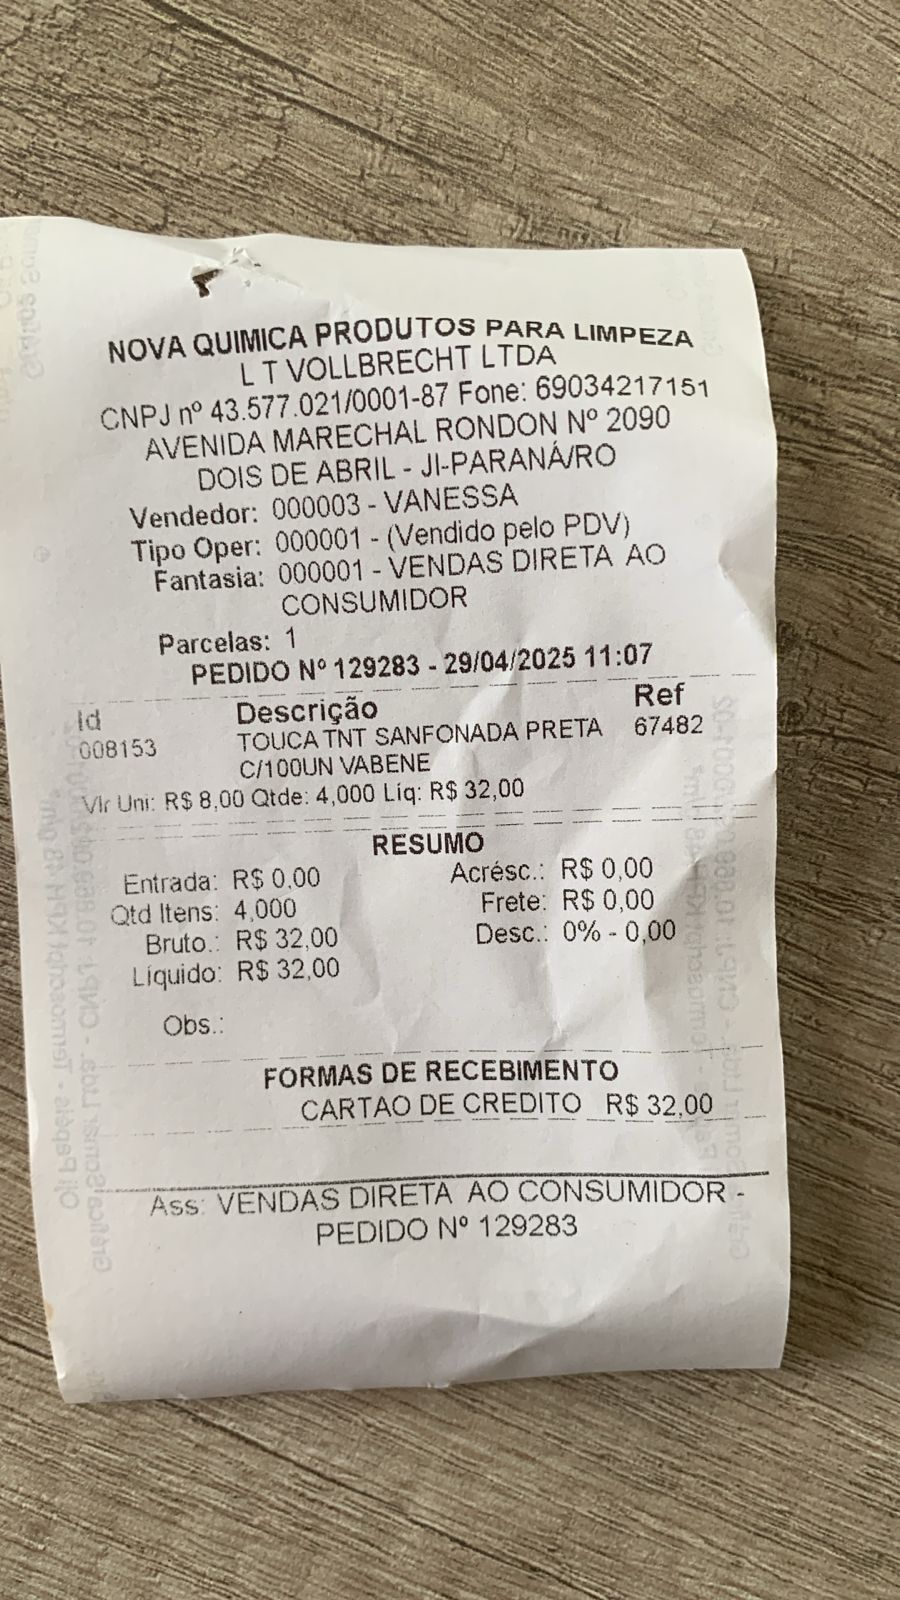 NOVA QUIMICA PRODUTOS PARA LIMPEZA
L T VOLLBRECHT LTDA
CNPJ nº 43.577.021/0001-87 Fone: 69034217151
AVENIDA MARECHAL RONDON Nº 2090
DOIS DE ABRIL - JI-PARANÁ/RO
Vendedor: 000003 - VANESSA
Tipo Oper: 000001 - (Vendido pelo PDV)
Fantasia: 000001 - VENDAS DIRETA AO
CONSUMIDOR
Parcelas: 1
PEDIDO Nº 129283 - 29/04/2025 11:07
Id Descrição Ref
008153 TOUCA TNT SANFONADA PRETA 67482
C/100UN VABENE
Vlr Uni: R$ 8,00 Qtde: 4,000 Liq: R$ 32,00
RESUMO
Entrada: R$ 0,00 Acrésc.: R$ 0,00
Qtd Itens: 4,000 Frete: R$ 0,00
Bruto.: R$ 32,00 Desc.: 0% - 0,00
Líquido: R$ 32,00
Obs.:
FORMAS DE RECEBIMENTO
CARTAO DE CREDITO R$ 32,00
Ass: VENDAS DIRETA AO CONSUMIDOR -
PEDIDO Nº 129283